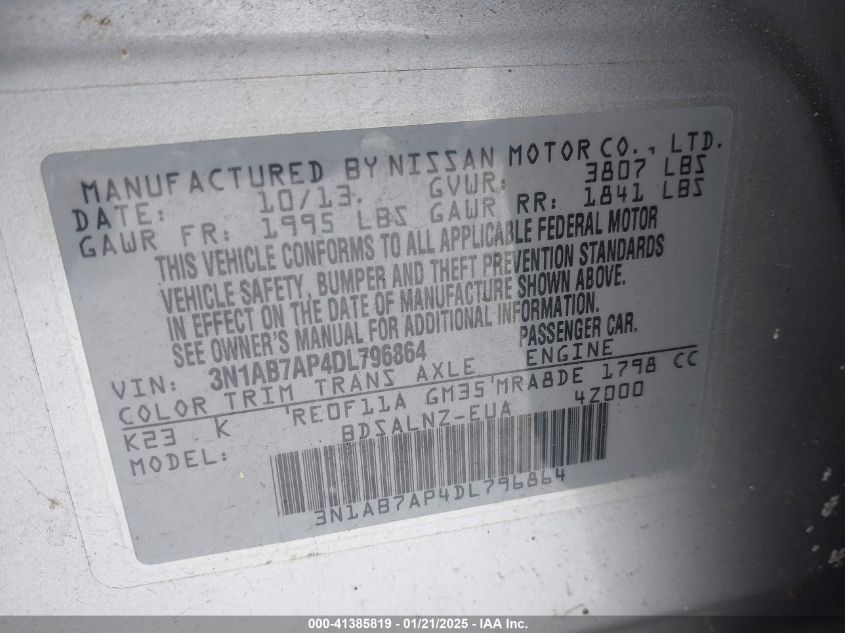 MANUFACTURED BY NISSAN MOTOR CO., LTD.
DATE: 10/13. GVWR: 3807 LBS
GAWR FR: 1995 LBS GAWR RR: 1841 LBS
THIS VEHICLE CONFORMS TO ALL APPLICABLE FEDERAL MOTOR
VEHICLE SAFETY, BUMPER AND THEFT PREVENTION STANDARDS
IN EFFECT ON THE DATE OF MANUFACTURE SHOWN ABOVE.
SEE OWNER'S MANUAL FOR ADDITIONAL INFORMATION.
VIN: 3N1AB7AP4DL796864 PASSENGER CAR.
COLOR TRIM TRANS AXLE ENGINE
K23 K RE0F11A GM35 MRA8DE 1798 CC
MODEL: BDSALNZ-EUA 4Z000
3N1AB7AP4DL796864
000-41385819 / 01/21/2025 - IAA Inc.